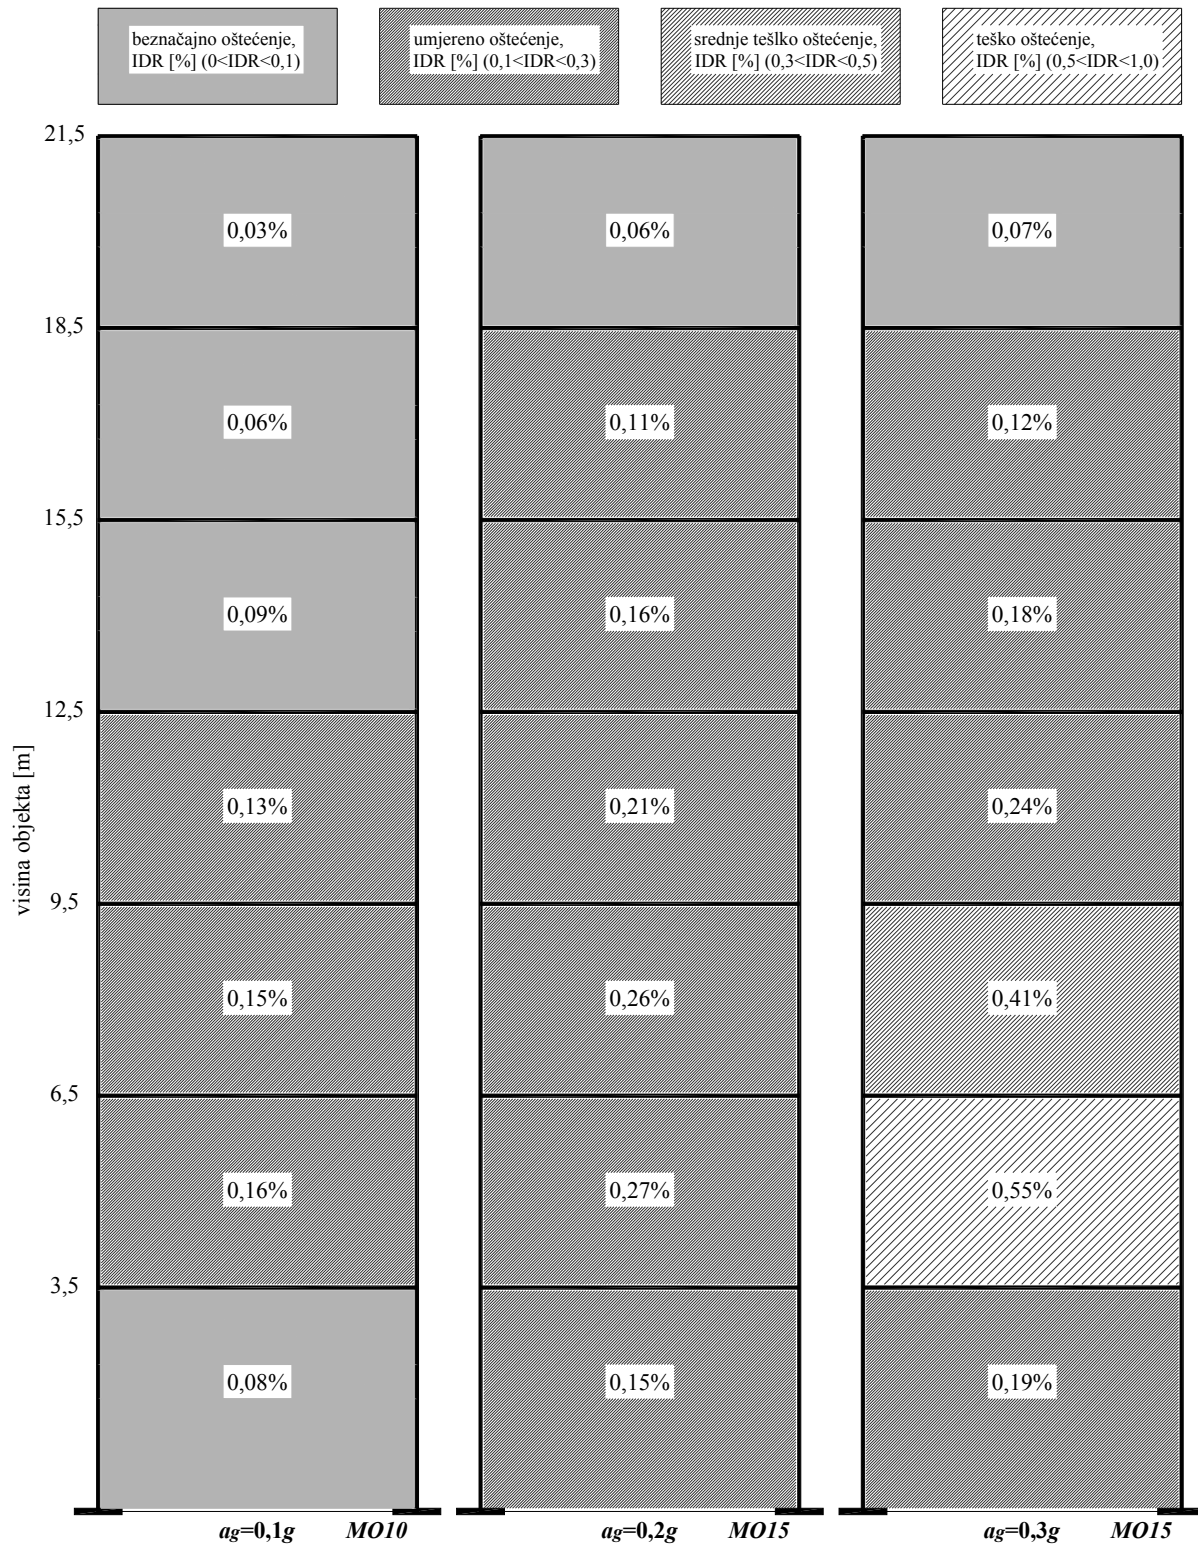 beznačajno oštećenje,
IDR [%] (0<IDR<0,1)
umjereno oštećenje,
IDR [%] (0,1<IDR<0,3)
srednje tešlko oštećenje,
IDR [%] (0,3<IDR<0,5)
teško oštećenje,
IDR [%] (0,5<IDR<1,0)
21,5
0,03%
0,06%
0,07%
18,5
0,06%
0,11%
0,12%
15,5
0,09%
0,16%
0,18%
12,5
0,13%
0,21%
0,24%
visina objekta [m]
9,5
0,15%
0,26%
0,41%
6,5
0,16%
0,27%
0,55%
3,5
0,08%
0,15%
0,19%
ag=0,1g MO10
ag=0,2g MO15
ag=0,3g MO15